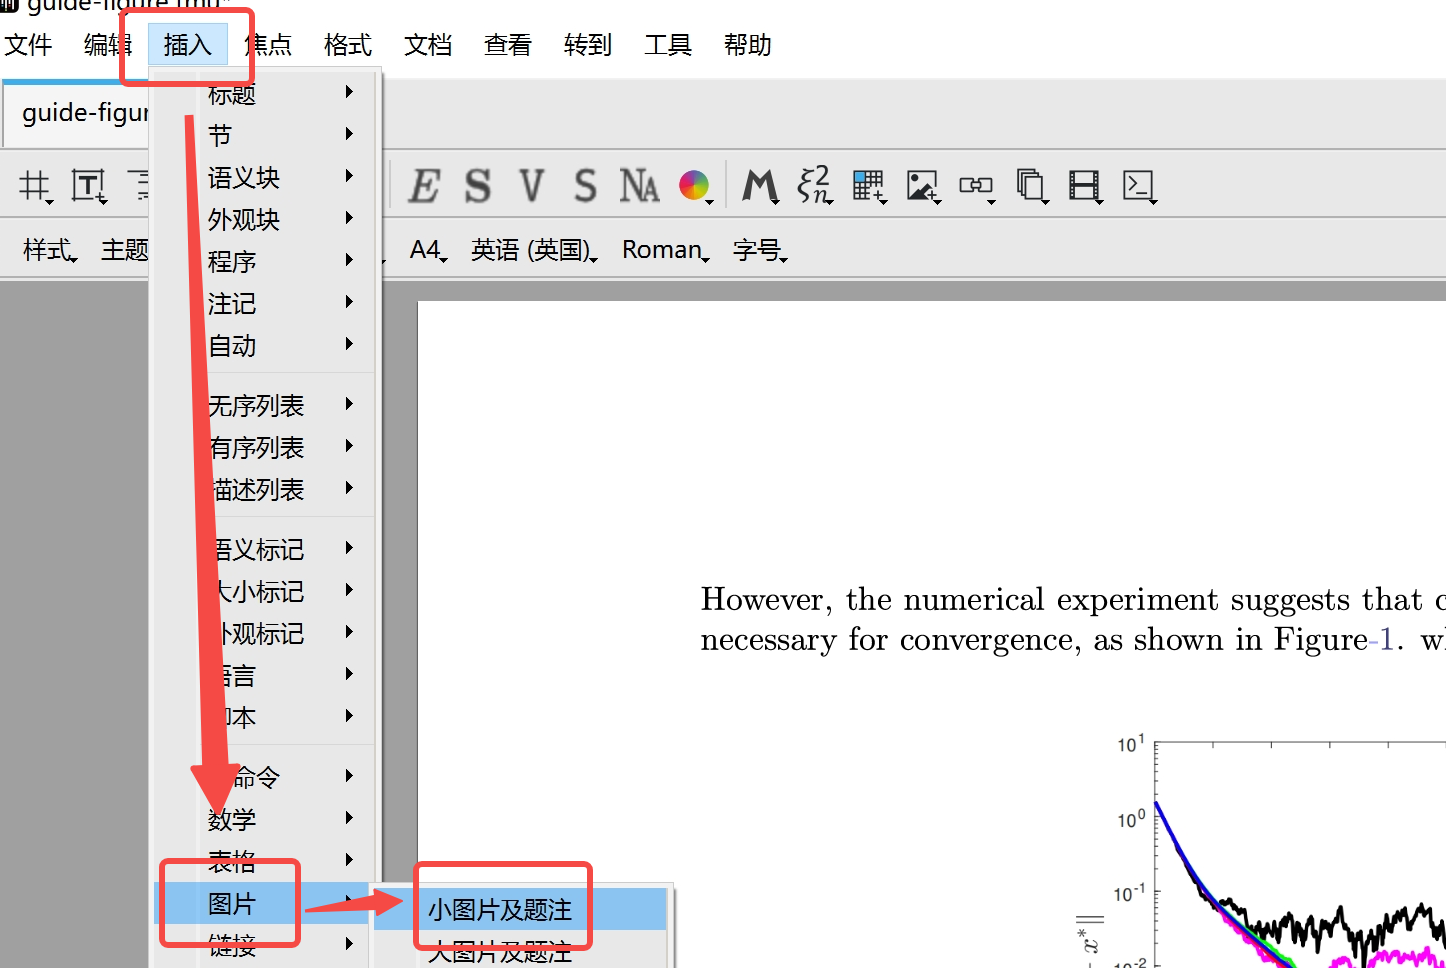 guide-figure.tmu*
文件 编辑 插入 焦点 格式 文档 查看 转到 工具 帮助
guide-figur
标题
节
语义块
外观块
程序
注记
自动
无序列表
有序列表
描述列表
语义标记
大小标记
外观标记
语言
脚本
命令
数学
表格
图片
链接
小图片及题注
大图片及题注
E S V S NA
样式 主题 A4 英语 (英国) Roman 字号
However, the numerical experiment suggests that c
necessary for convergence, as shown in Figure-1. wh
10^1
10^0
10^-1
10^-2
- x* ||